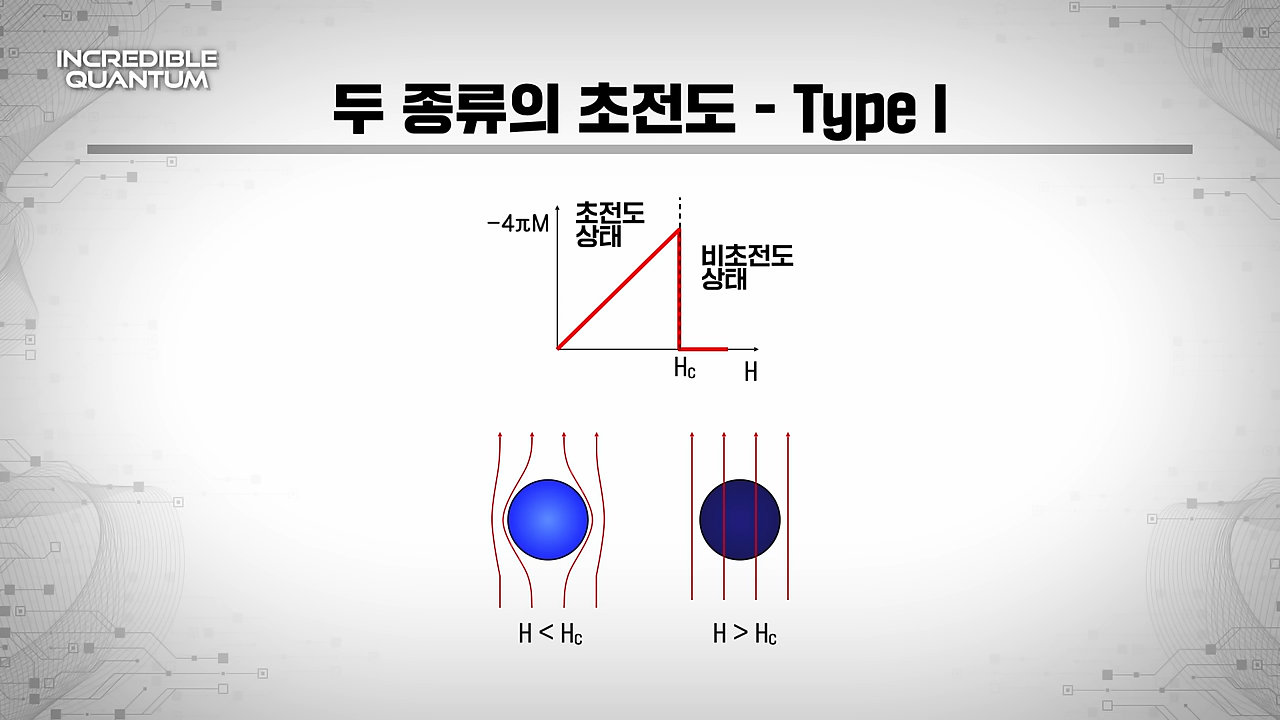 INCREDIBLE
QUANTUM
두 종류의 초전도 - Type I
-4πM
초전도
상태
비초전도
상태
Hc
H
H < Hc
H > Hc